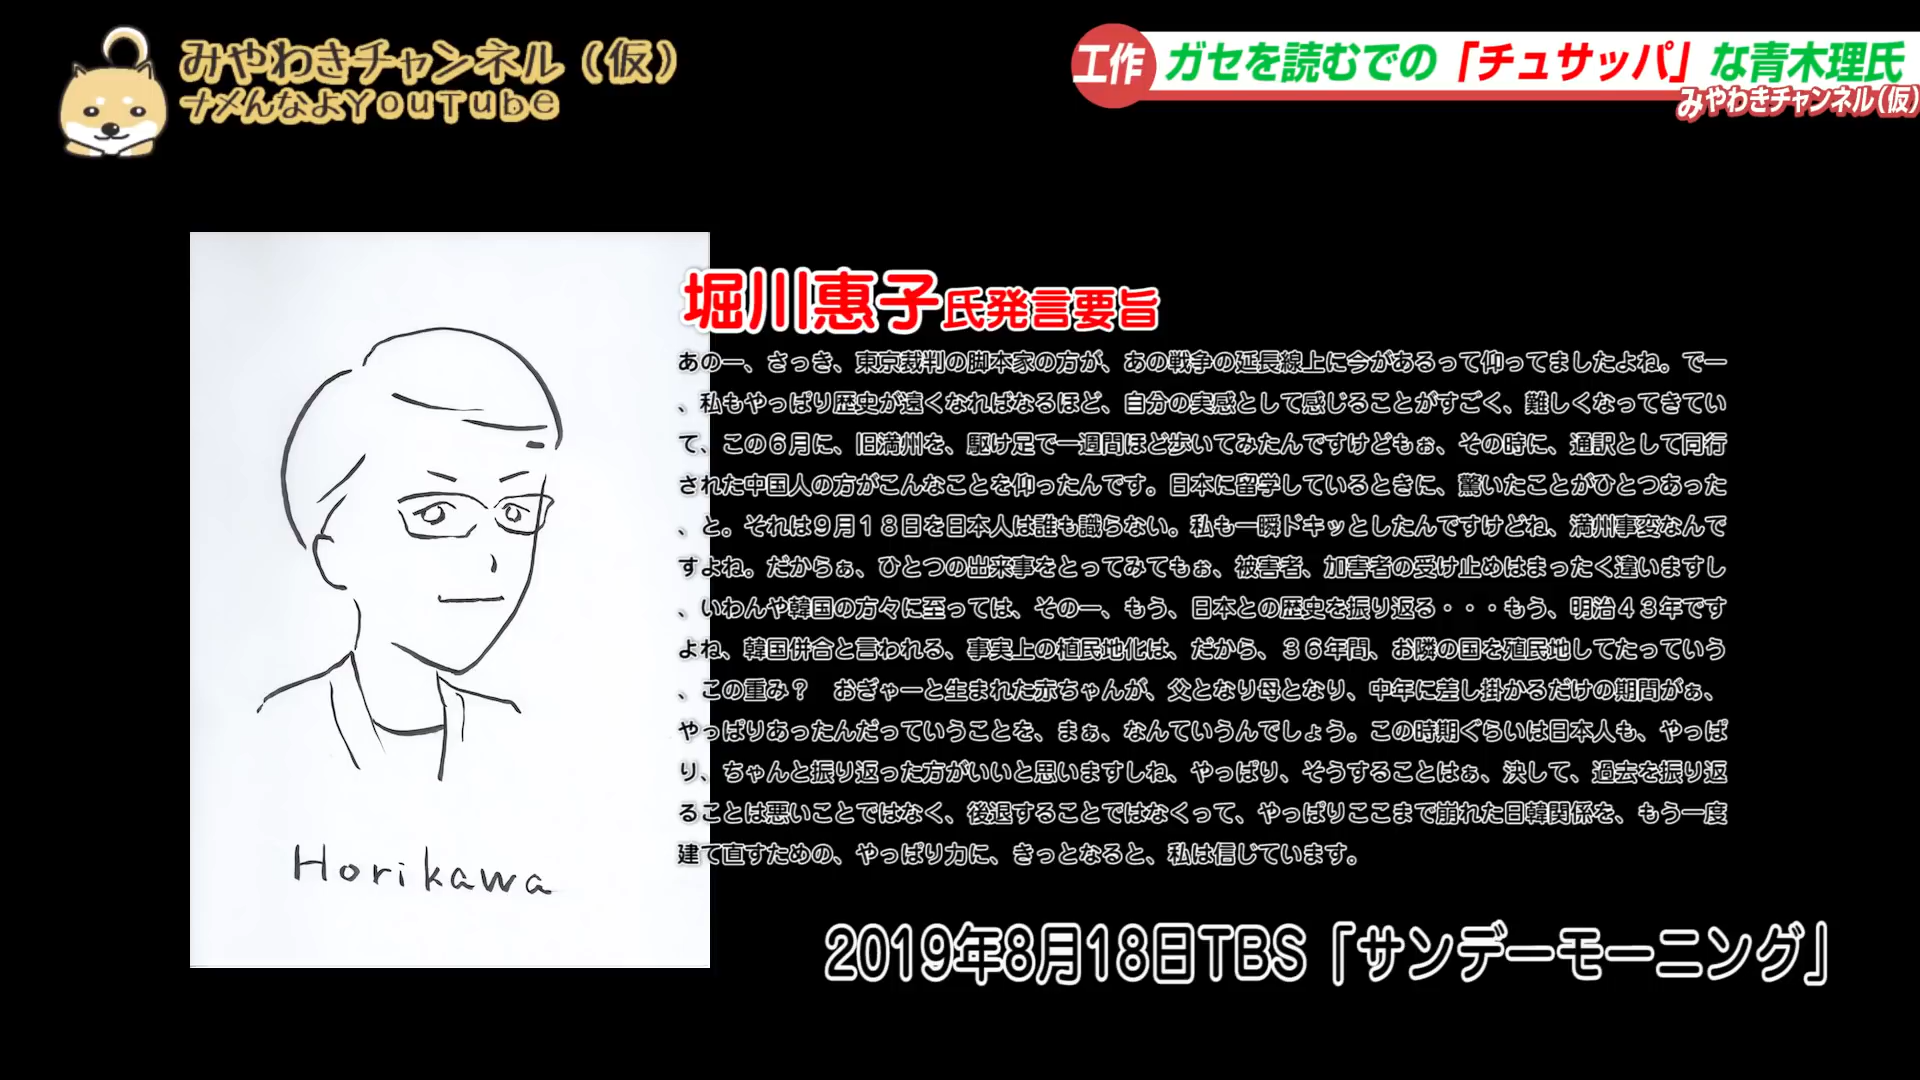 みやわきチャンネル（仮）
ナメんなよYouTube
工作 ガセを読むでの「チュサッパ」な青木理氏
みやわきチャンネル（仮）
堀川惠子氏発言要旨
あの一、さっき、東京裁判の脚本家の方が、あの戦争の延長線上に今があるって仰ってましたよね。でー
、私もやっぱり歴史が遠くなればなるほど、自分の実感として感じることがすごく、難しくなってきてい
て、この６月に、旧満州を、駆け足で一週間ほど歩いてみたんですけどもぉ、その時に、通訳として同行
された中国人の方がこんなことを仰ったんです。日本に留学しているときに、驚いたことがひとつあった
、と。それは９月１８日を日本人は誰も識らない。私も一瞬ドキッとしたんですけどね、満州事変なんで
すよね。だからぁ、ひとつの出来事をとってみてもぉ、被害者、加害者の受け止めはまったく違いますし
、いわんや韓国の方々に至っては、その一、もう、日本との歴史を振り返る・・・もう、明治４３年です
よね、韓国併合と言われる、事実上の植民地化は、だから、３６年間、お隣の国を殖民地してたっていう
、この重み？　おぎゃーと生まれた赤ちゃんが、父となり母となり、中年に差し掛かるだけの期間がぁ、
やっぱりあったんだっていうことを、まぁ、なんていうんでしょう。この時期ぐらいは日本人も、やっぱ
り、ちゃんと振り返った方がいいと思いますしね、やっぱり、そうすることはぁ、決して、過去を振り返
ることは悪いことではなく、後退することではなくって、やっぱりここまで崩れた日韓関係を、もう一度
建て直すための、やっぱり力に、きっとなると、私は信じています。
Horikawa
2019年8月18日TBS「サンデーモーニング」